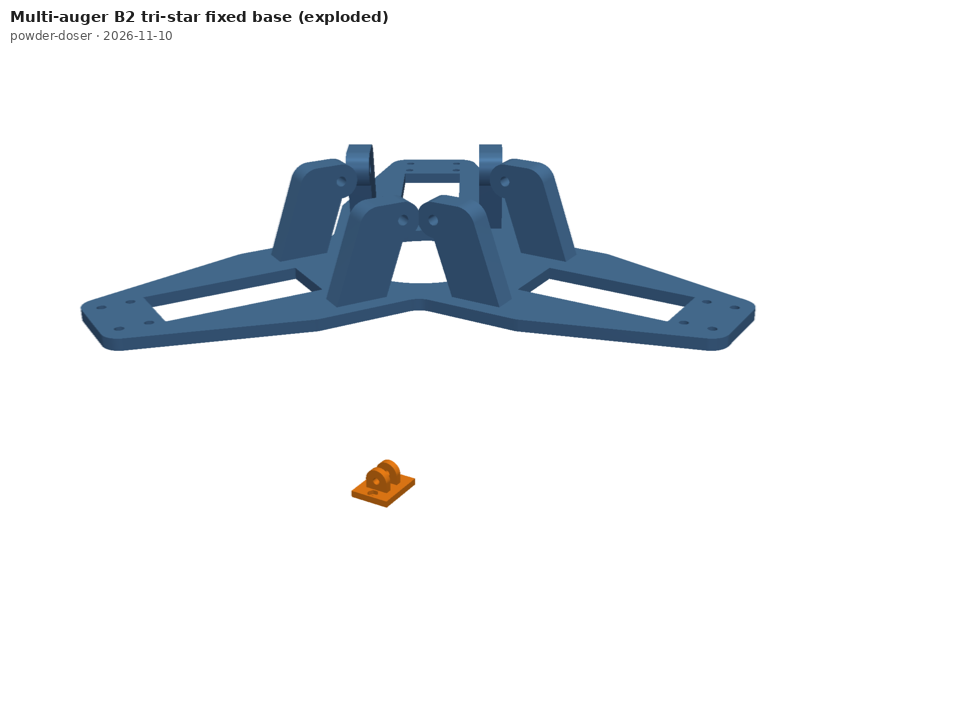 Multi-auger B2 tri-star fixed base (exploded)
powder-doser · 2026-11-10